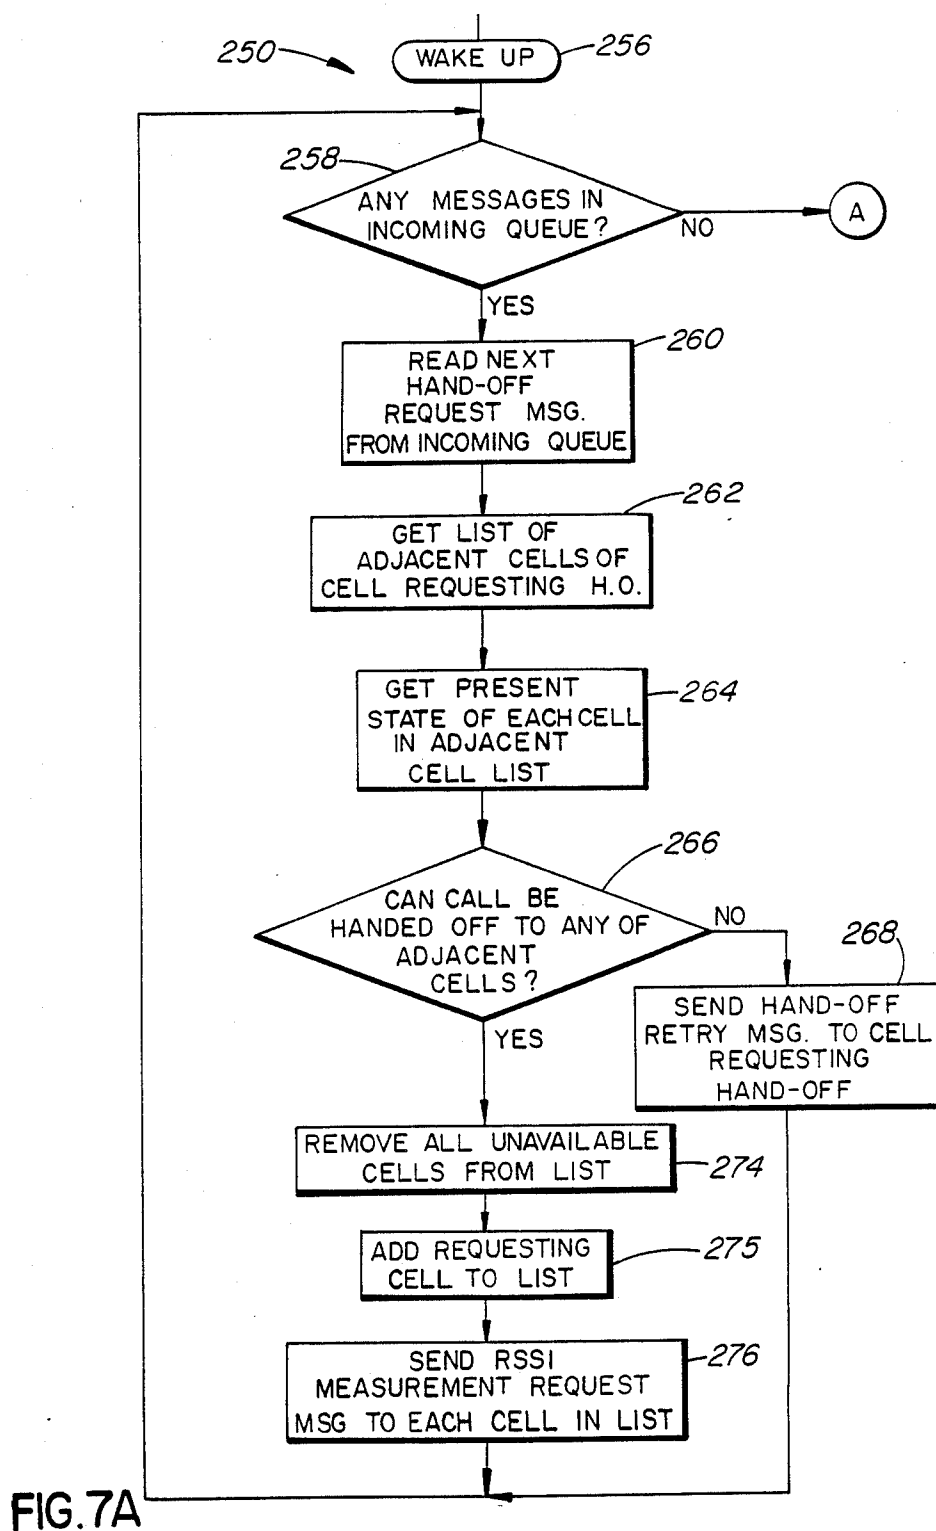 250
WAKE UP
256
258
ANY MESSAGES IN
INCOMING QUEUE?
NO
A
YES
260
READ NEXT
HAND-OFF
REQUEST MSG.
FROM INCOMING QUEUE
262
GET LIST OF
ADJACENT CELLS OF
CELL REQUESTING H.O.
264
GET PRESENT
STATE OF EACH CELL
IN ADJACENT
CELL LIST
266
CAN CALL BE
HANDED OFF TO ANY OF
ADJACENT
CELLS?
NO
268
SEND HAND-OFF
RETRY MSG. TO CELL
REQUESTING
HAND-OFF
YES
REMOVE ALL UNAVAILABLE
CELLS FROM LIST
274
ADD REQUESTING
CELL TO LIST
275
SEND RSSI
MEASUREMENT REQUEST
MSG TO EACH CELL IN LIST
276
FIG.7A